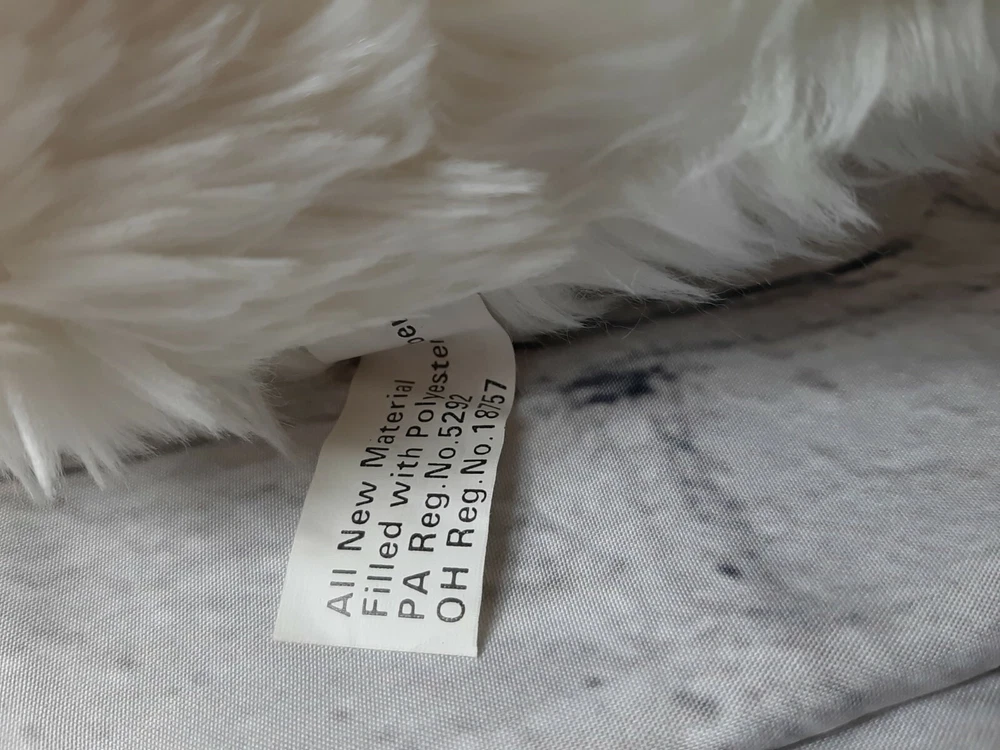 All New Material
Filled with Polyester
PA Reg.No.5292
OH Reg.No.18757